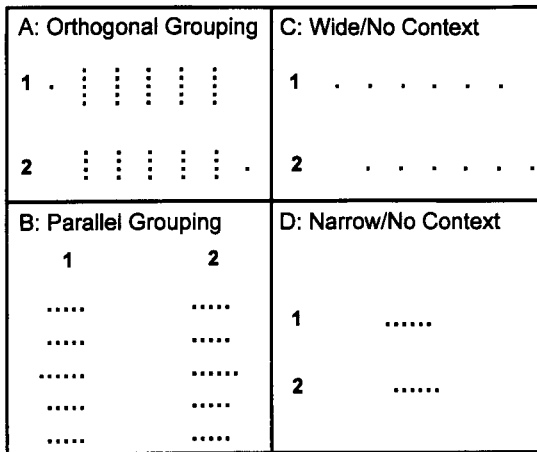 A: Orthogonal Grouping
1
2
C: Wide/No Context
1
2
B: Parallel Grouping
1 2
D: Narrow/No Context
1
2